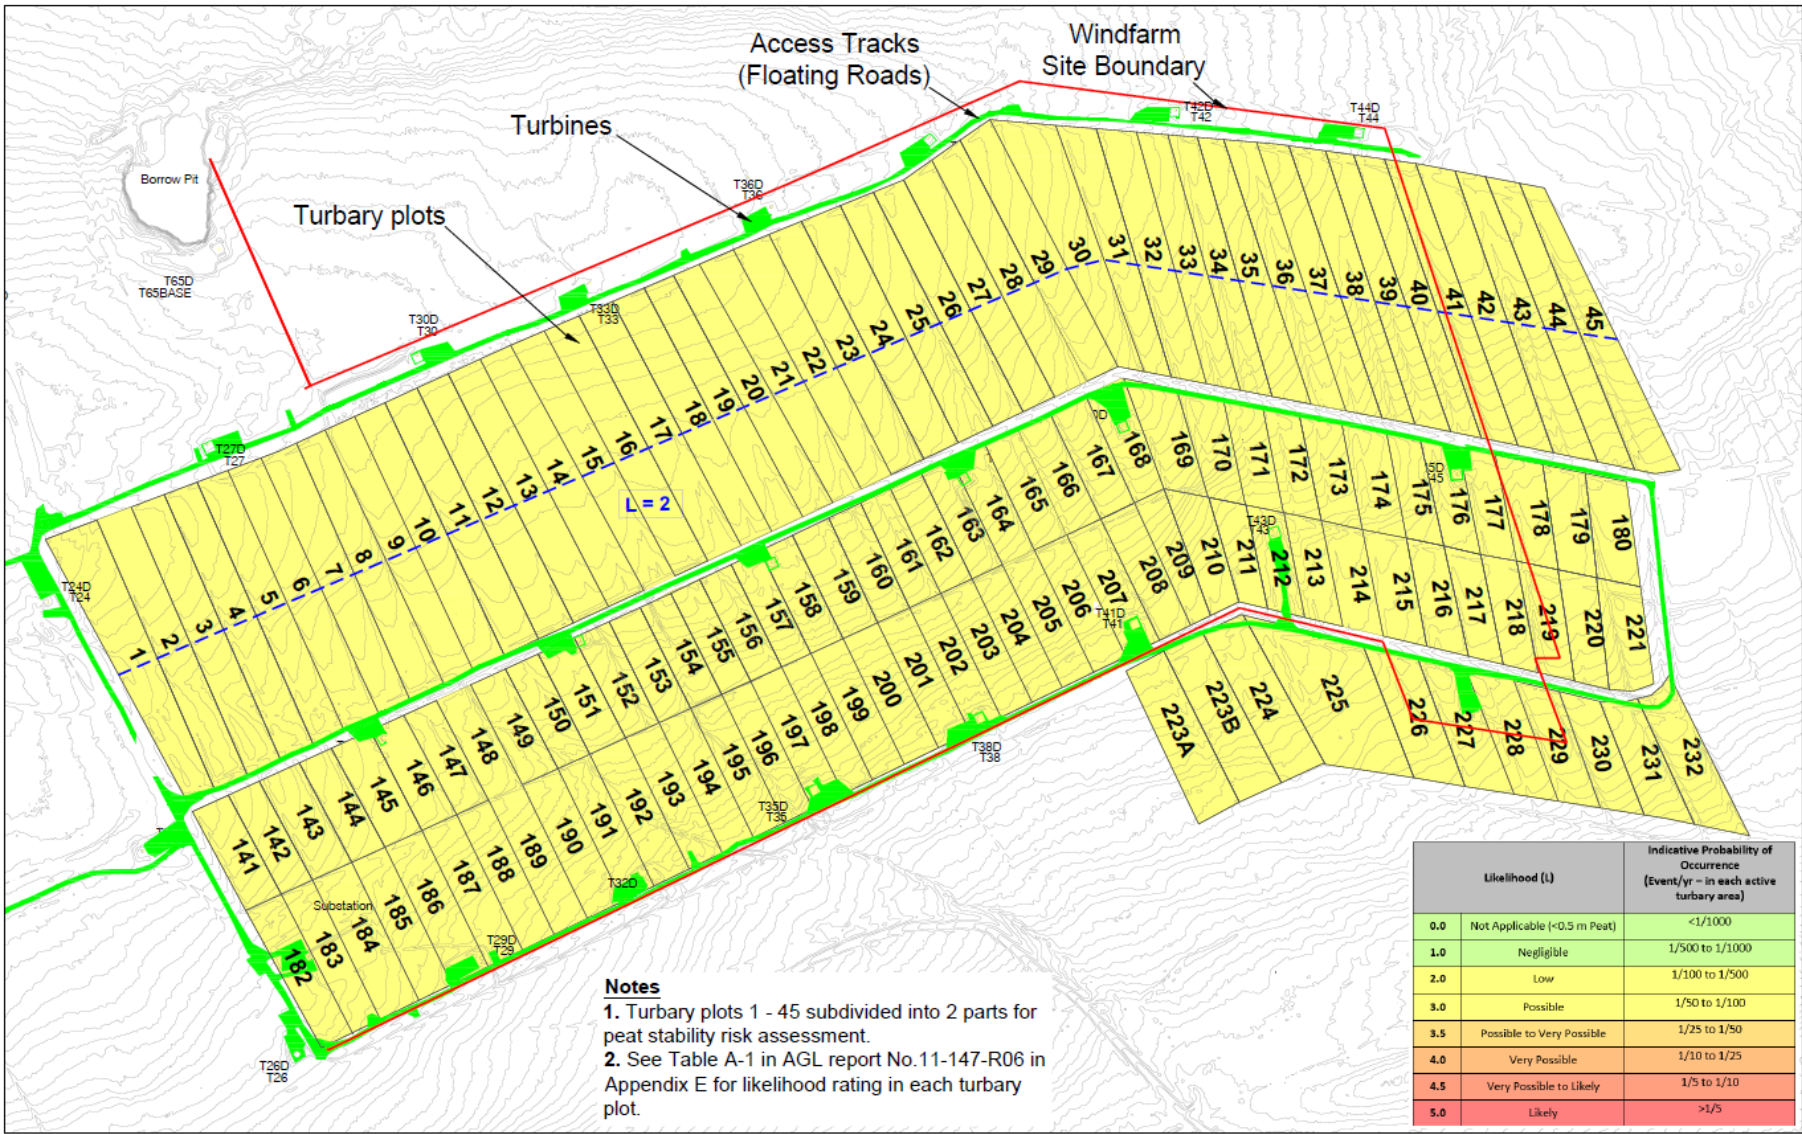 Access Tracks
(Floating Roads)
Windfarm
Site Boundary
Turbines
Turbary plots
Borrow Pit
T65D
T65BASE
T42D
T42
T44D
T44
T36D
T36
T33D
T33
T30D
T30
T27D
T27
T24D
T24
1
2
3
4
5
6
7
8
9
10
11
12
13
14
15
16
17
18
19
20
21
22
23
24
25
26
27
28
29
30
31
32
33
34
35
36
37
38
39
40
41
42
43
44
45
L = 2
141
142
143
144
145
146
147
148
149
150
151
152
153
154
155
156
157
158
159
160
161
162
163
164
165
166
167
168
169
170
171
172
173
174
175
176
177
178
179
180
5D
45
T43D
T43
T41D
T41
182
183
184
185
186
187
188
189
190
191
192
193
194
195
196
197
198
199
200
201
202
203
204
205
206
207
208
209
210
211
212
213
214
215
216
217
218
219
220
221
223A
223B
224
225
226
227
228
229
230
231
232
Substation
T38D
T38
T35D
T35
T32D
T29D
T29
T26D
T26
Notes
1. Turbary plots 1 - 45 subdivided into 2 parts for
peat stability risk assessment.
2. See Table A-1 in AGL report No.11-147-R06 in
Appendix E for likelihood rating in each turbary
plot.
Likelihood (L)
Indicative Probability of
Occurrence
(Event/yr – in each active
turbary area)
0.0 Not Applicable (<0.5 m Peat) <1/1000
1.0 Negligible 1/500 to 1/1000
2.0 Low 1/100 to 1/500
3.0 Possible 1/50 to 1/100
3.5 Possible to Very Possible 1/25 to 1/50
4.0 Very Possible 1/10 to 1/25
4.5 Very Possible to Likely 1/5 to 1/10
5.0 Likely >1/5